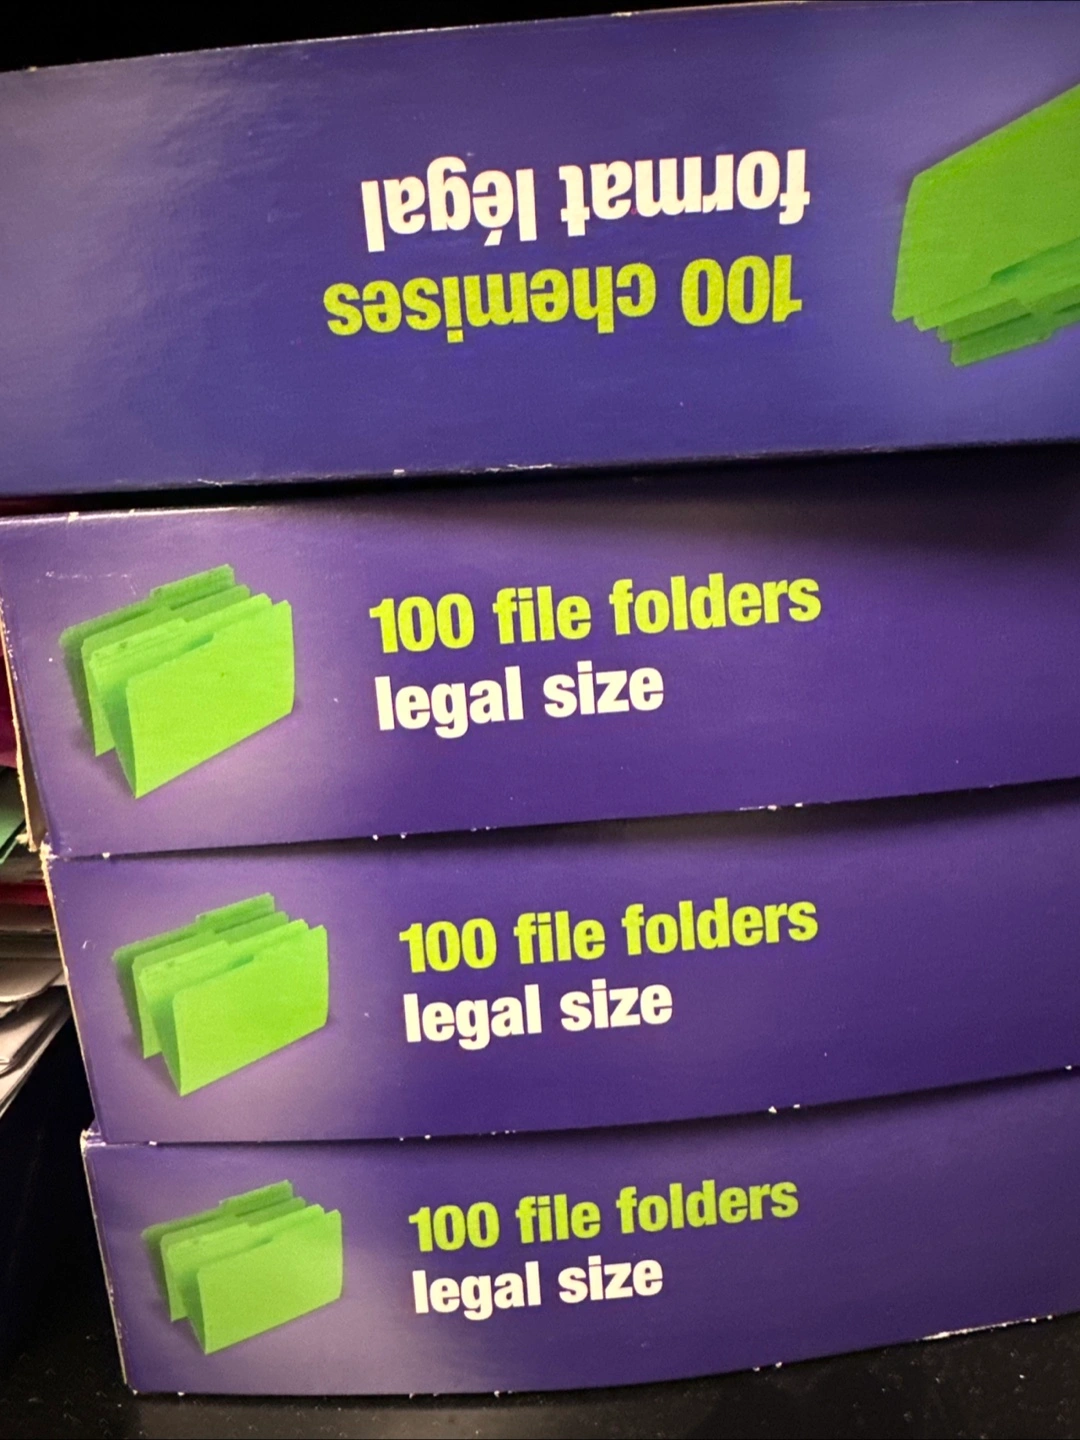 100 chemises
format légal
100 file folders
legal size
100 file folders
legal size
100 file folders
legal size